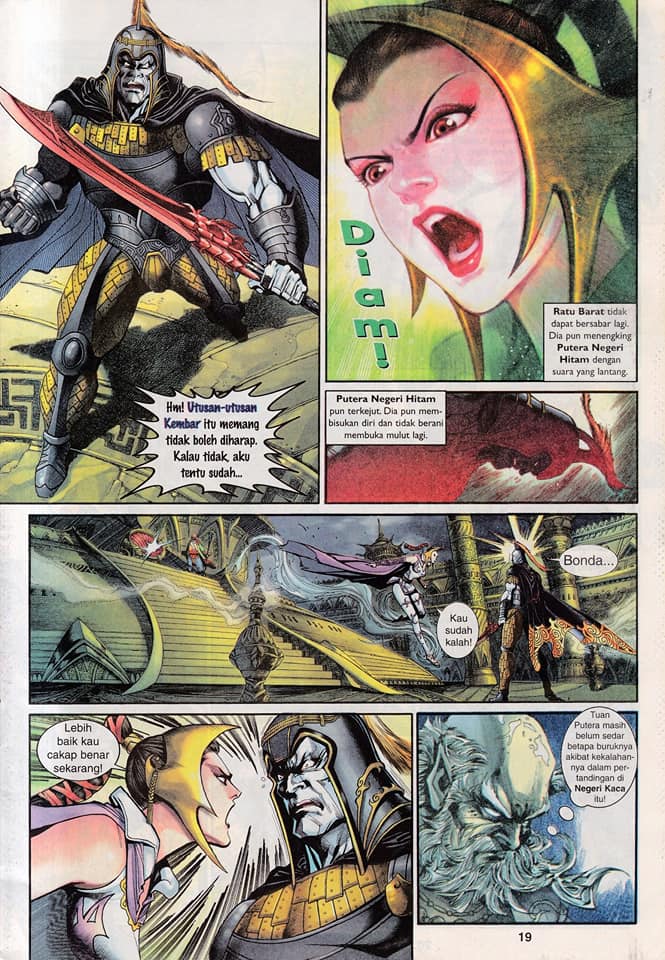 Hm! Utusan-utusan
Kembar itu memang
tidak boleh diharap.
Kalau tidak, aku
tentu sudah...
Diam!
Ratu Barat tidak
dapat bersabar lagi.
Dia pun menengking
Putera Negeri
Hitam dengan
suara yang lantang.
Putera Negeri Hitam
pun terkejut. Dia pun mem-
bisukan diri dan tidak berani
membuka mulut lagi.
Kau
sudah
kalah!
Bonda...
Lebih
baik kau
cakap benar
sekarang!
Tuan
Putera masih
belum sedar
betapa buruknya
akibat kekalahan-
nya dalam per-
tandingan di
Negeri Kaca
itu!
19